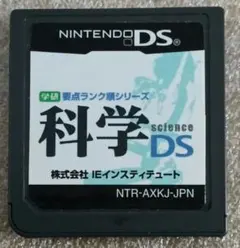 NINTENDO DS
学研 要点ランク順シリーズ
科学 science DS
株式会社 IEインスティテュート
NTR-AXKJ-JPN